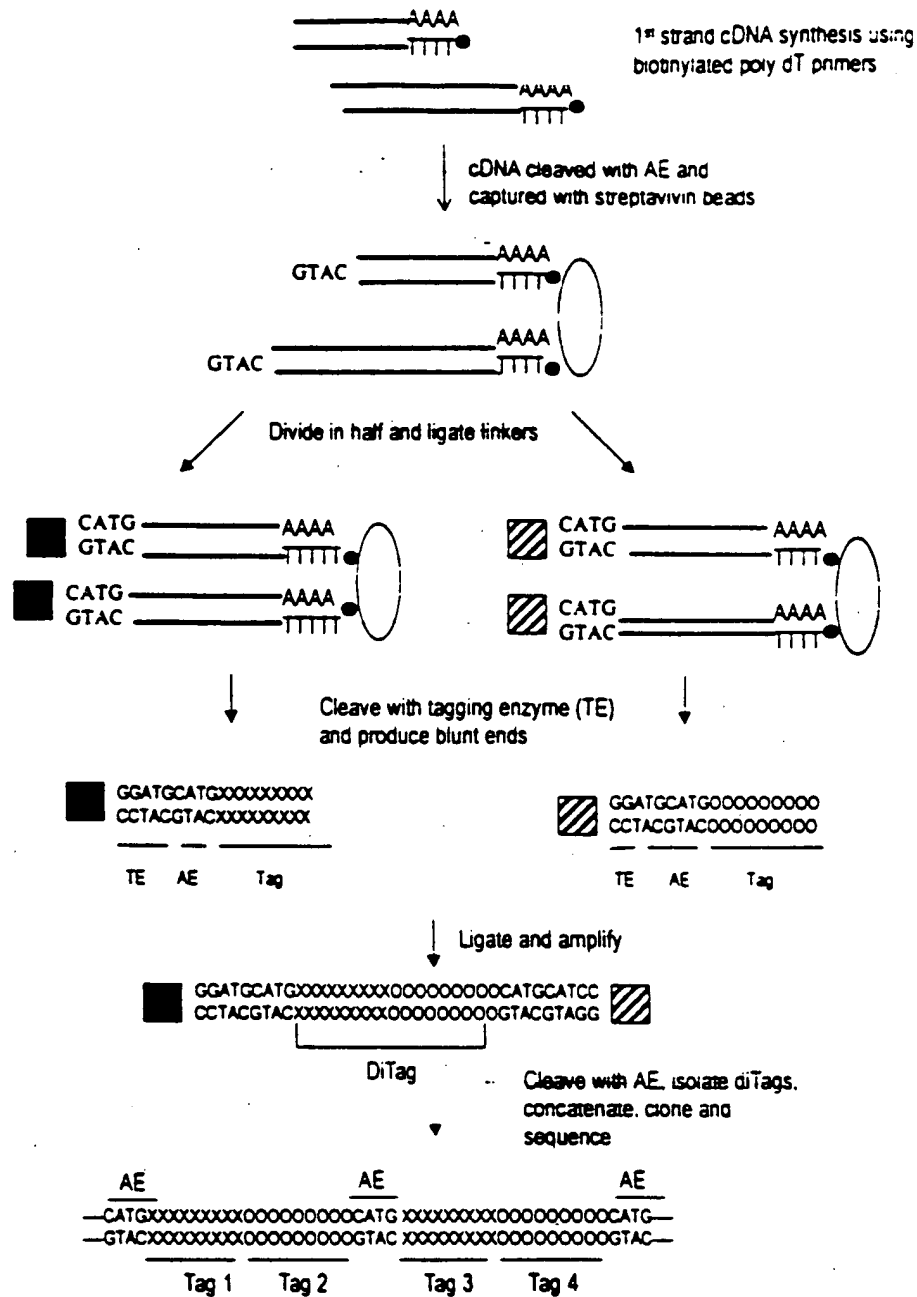 AAAA
TTTT
1st strand cDNA synthesis using
biotinylated poly dT primers
AAAA
TTTT
cDNA cleaved with AE and
captured with streptavivin beads
AAAA
GTAC
TTTT
AAAA
GTAC
TTTT
Divide in half and ligate linkers
CATG AAAA
GTAC TTTTT
CATG AAAA
GTAC TTTTT
CATG AAAA
GTAC TTTT
CATG AAAA
GTAC TTTT
Cleave with tagging enzyme (TE)
and produce blunt ends
GGATGCATGXXXXXXXXX
CCTACGTACXXXXXXXXX
TE AE Tag
GGATGCATGOOOOOOOOO
CCTACGTACOOOOOOOOO
TE AE Tag
Ligate and amplify
GGATGCATGXXXXXXXXXOOOOOOOOOCATGCATCC
CCTACGTACXXXXXXXXXOOOOOOOOOGTACGTAGG
DiTag
Cleave with AE, isolate diTags,
concatenate, clone and
sequence
AE AE AE
CATGXXXXXXXXXOOOOOOOOOCATGXXXXXXXXXOOOOOOOOOCATG
GTACXXXXXXXXXOOOOOOOOOGTACXXXXXXXXXOOOOOOOOOGTAC
Tag 1 Tag 2 Tag 3 Tag 4